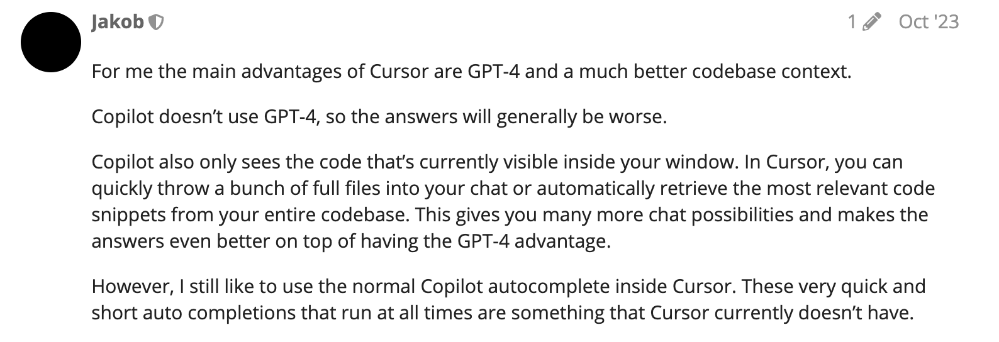 Jakob
1 Oct '23
For me the main advantages of Cursor are GPT-4 and a much better codebase context.
Copilot doesn’t use GPT-4, so the answers will generally be worse.
Copilot also only sees the code that’s currently visible inside your window. In Cursor, you can
quickly throw a bunch of full files into your chat or automatically retrieve the most relevant code
snippets from your entire codebase. This gives you many more chat possibilities and makes the
answers even better on top of having the GPT-4 advantage.
However, I still like to use the normal Copilot autocomplete inside Cursor. These very quick and
short auto completions that run at all times are something that Cursor currently doesn’t have.